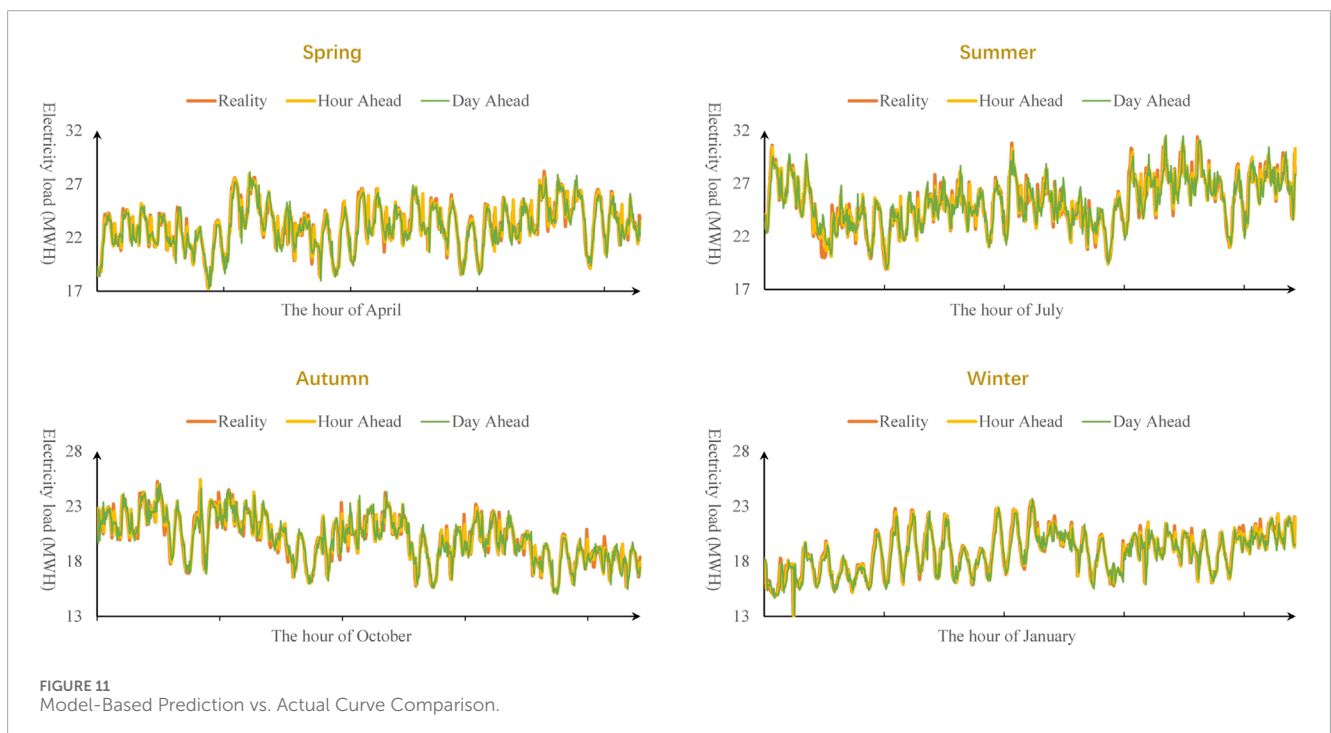 Spring
Reality Hour Ahead Day Ahead
Electricity load (MWH)
32
27
22
17
The hour of April
Summer
Reality Hour Ahead Day Ahead
Electricity load (MWH)
32
27
22
17
The hour of July
Autumn
Reality Hour Ahead Day Ahead
Electricity load (MWH)
28
23
18
13
The hour of October
Winter
Reality Hour Ahead Day Ahead
Electricity load (MWH)
28
23
18
13
The hour of January
FIGURE 11
Model-Based Prediction vs. Actual Curve Comparison.